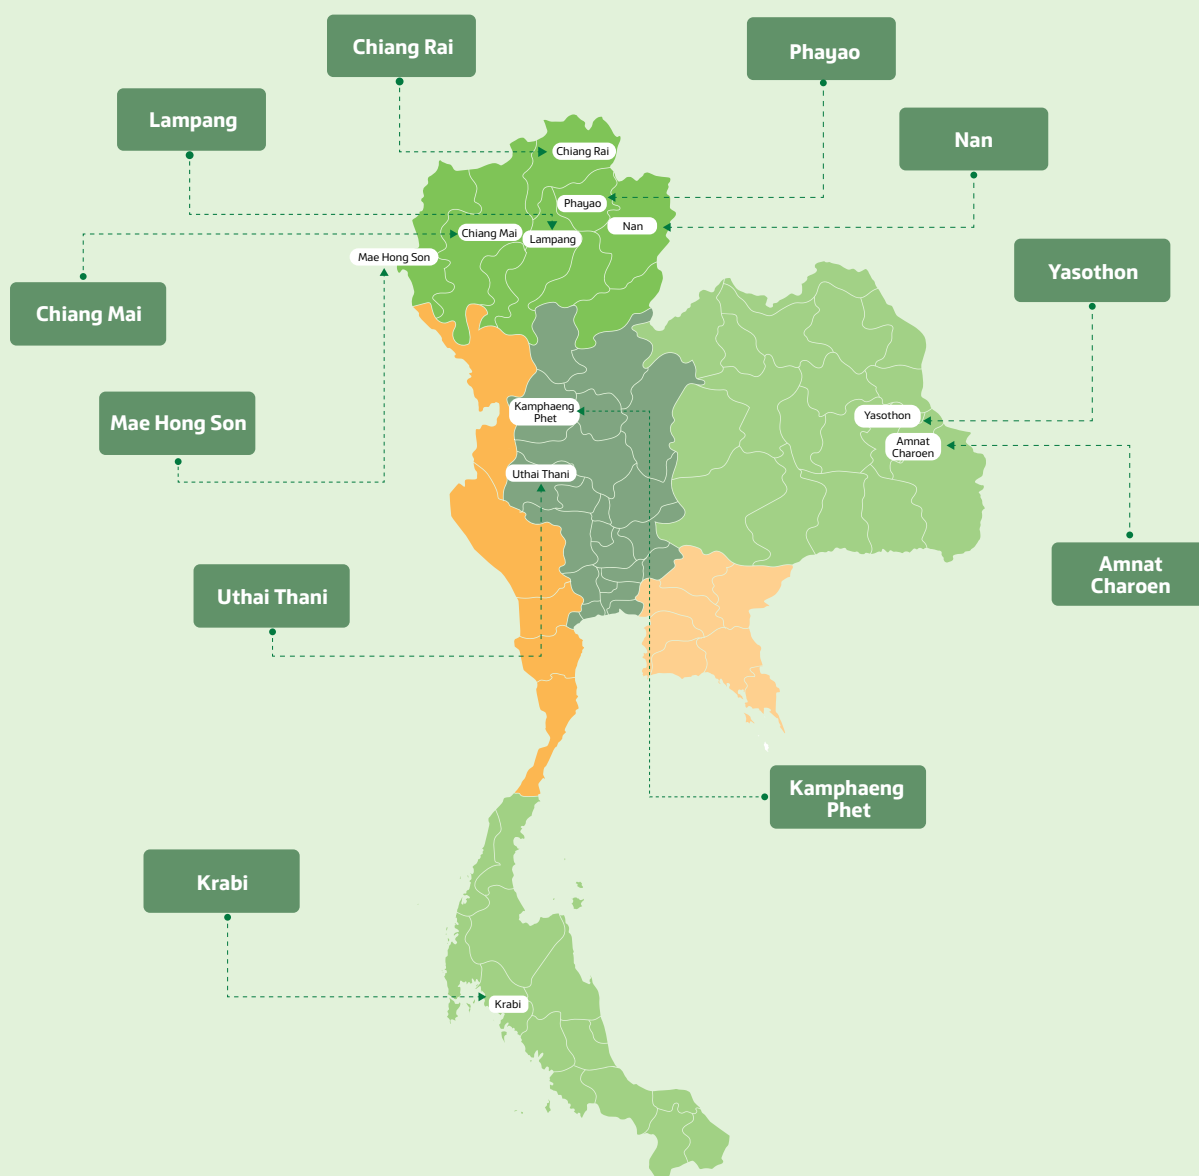 Chiang Rai
Phayao
Lampang
Nan
Chiang Rai
Phayao
Nan
Chiang Mai
Lampang
Mae Hong Son
Yasothon
Chiang Mai
Mae Hong Son
Kamphaeng
Phet
Yasothon
Amnat
Charoen
Uthai Thani
Amnat
Charoen
Uthai Thani
Kamphaeng
Phet
Krabi
Krabi